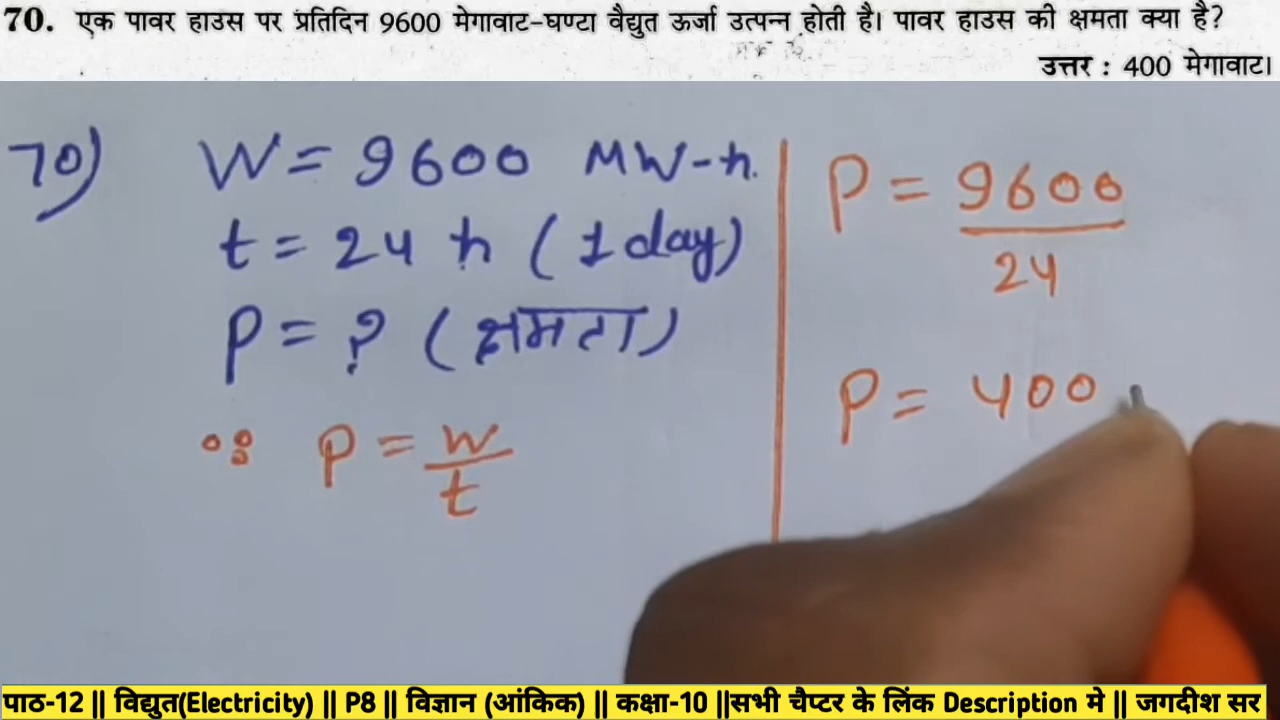 70. एक पावर हाउस पर प्रतिदिन 9600 मेगावाट-घण्टा वैद्युत ऊर्जा उत्पन्न होती है। पावर हाउस की क्षमता क्या है?
उत्तर : 400 मेगावाट।
70)
W = 9600 MW-h.
t = 24 h (1 day)
P = ? (क्षमता)
∵ P = W/t
P = 9600/24
P = 400
पाठ-12 || विद्युत(Electricity) || P8 || विज्ञान (आंकिक) || कक्षा-10 ||सभी चैप्टर के लिंक Description मे || जगदीश सर